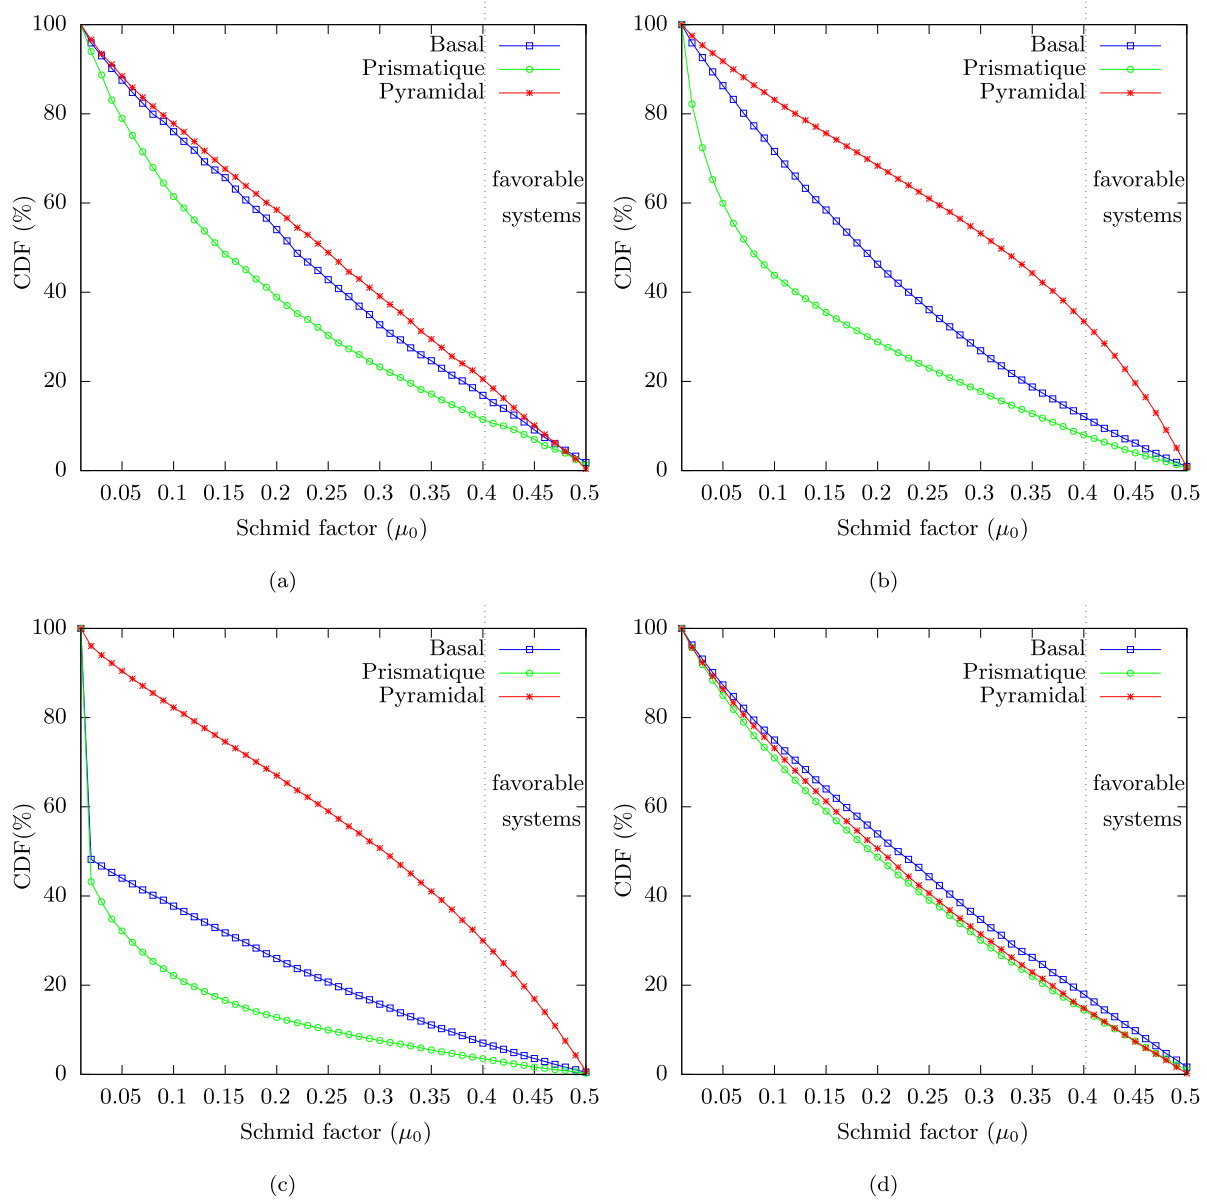 100
80
60
40
20
0
CDF (%)
Basal
Prismatique
Pyramidal
favorable
systems
0.05 0.1 0.15 0.2 0.25 0.3 0.35 0.4 0.45 0.5
Schmid factor (μ₀)
(a)
100
80
60
40
20
0
CDF (%)
Basal
Prismatique
Pyramidal
favorable
systems
0.05 0.1 0.15 0.2 0.25 0.3 0.35 0.4 0.45 0.5
Schmid factor (μ₀)
(b)
100
80
60
40
20
0
CDF(%)
Basal
Prismatique
Pyramidal
favorable
systems
0.05 0.1 0.15 0.2 0.25 0.3 0.35 0.4 0.45 0.5
Schmid factor (μ₀)
(c)
100
80
60
40
20
0
CDF (%)
Basal
Prismatique
Pyramidal
favorable
systems
0.05 0.1 0.15 0.2 0.25 0.3 0.35 0.4 0.45 0.5
Schmid factor (μ₀)
(d)